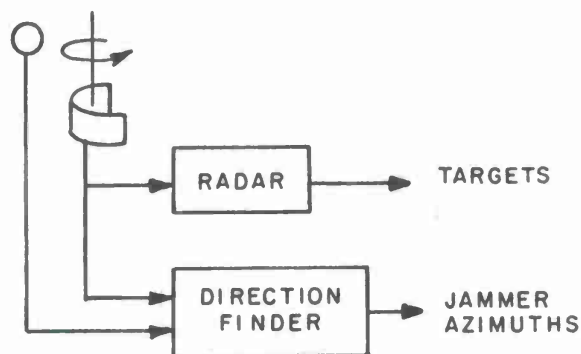 RADAR
TARGETS
DIRECTION
FINDER
JAMMER
AZIMUTHS